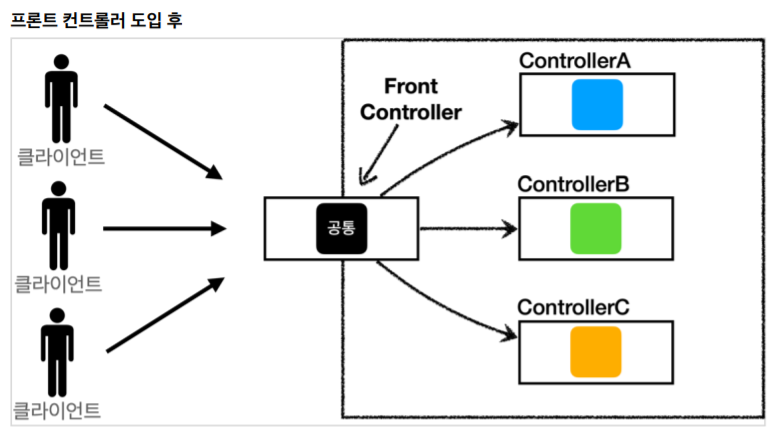 프론트 컨트롤러 도입 후
클라이언트
클라이언트
클라이언트
Front
Controller
공통
ControllerA
ControllerB
ControllerC